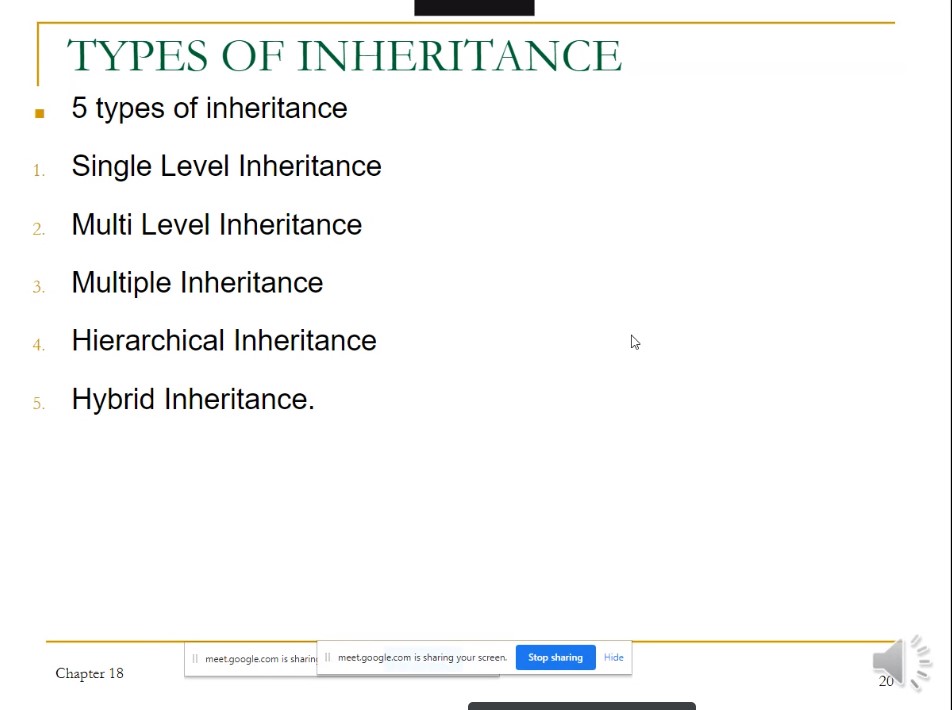 TYPES OF INHERITANCE
5 types of inheritance
1. Single Level Inheritance
2. Multi Level Inheritance
3. Multiple Inheritance
4. Hierarchical Inheritance
5. Hybrid Inheritance.
meet.google.com is sharing
meet.google.com is sharing your screen. Stop sharing Hide
Chapter 18
20